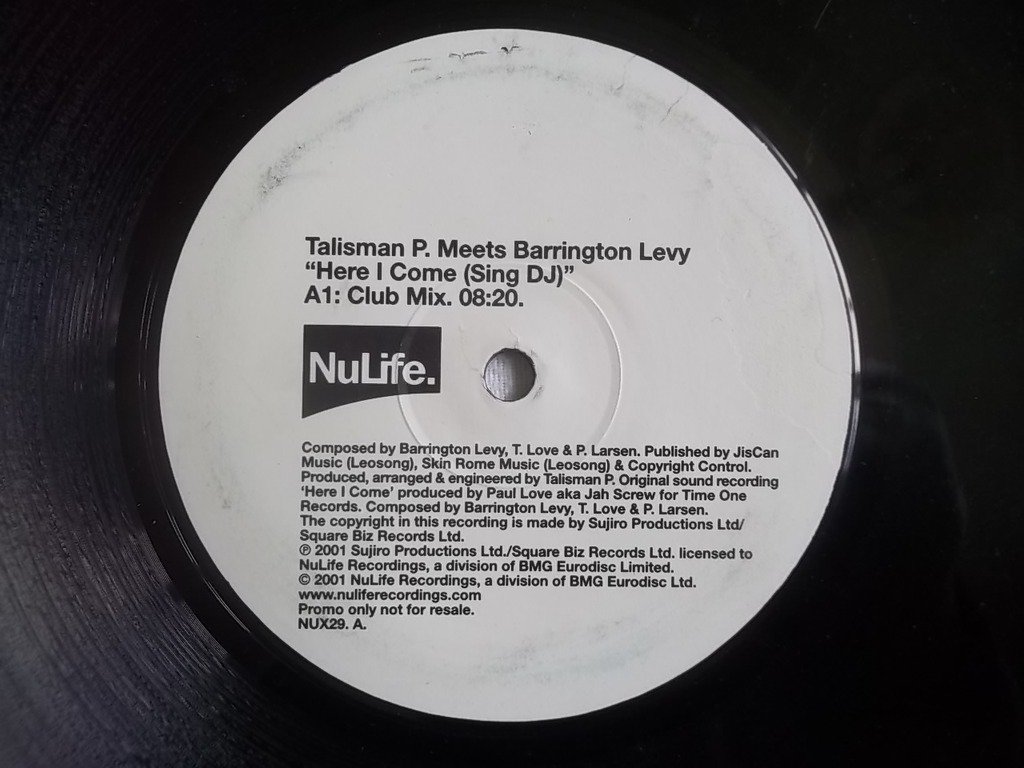 Talisman P. Meets Barrington Levy
“Here I Come (Sing DJ)”
A1: Club Mix. 08:20.
NuLife.
Composed by Barrington Levy, T. Love & P. Larsen. Published by JisCan
Music (Leosong), Skin Rome Music (Leosong) & Copyright Control.
Produced, arranged & engineered by Talisman P. Original sound recording
‘Here I Come’ produced by Paul Love aka Jah Screw for Time One
Records. Composed by Barrington Levy, T. Love & P. Larsen.
The copyright in this recording is made by Sujiro Productions Ltd/
Square Biz Records Ltd.
℗ 2001 Sujiro Productions Ltd./Square Biz Records Ltd. licensed to
NuLife Recordings, a division of BMG Eurodisc Limited.
© 2001 NuLife Recordings, a division of BMG Eurodisc Ltd.
www.nuliferecordings.com
Promo only not for resale.
NUX29. A.